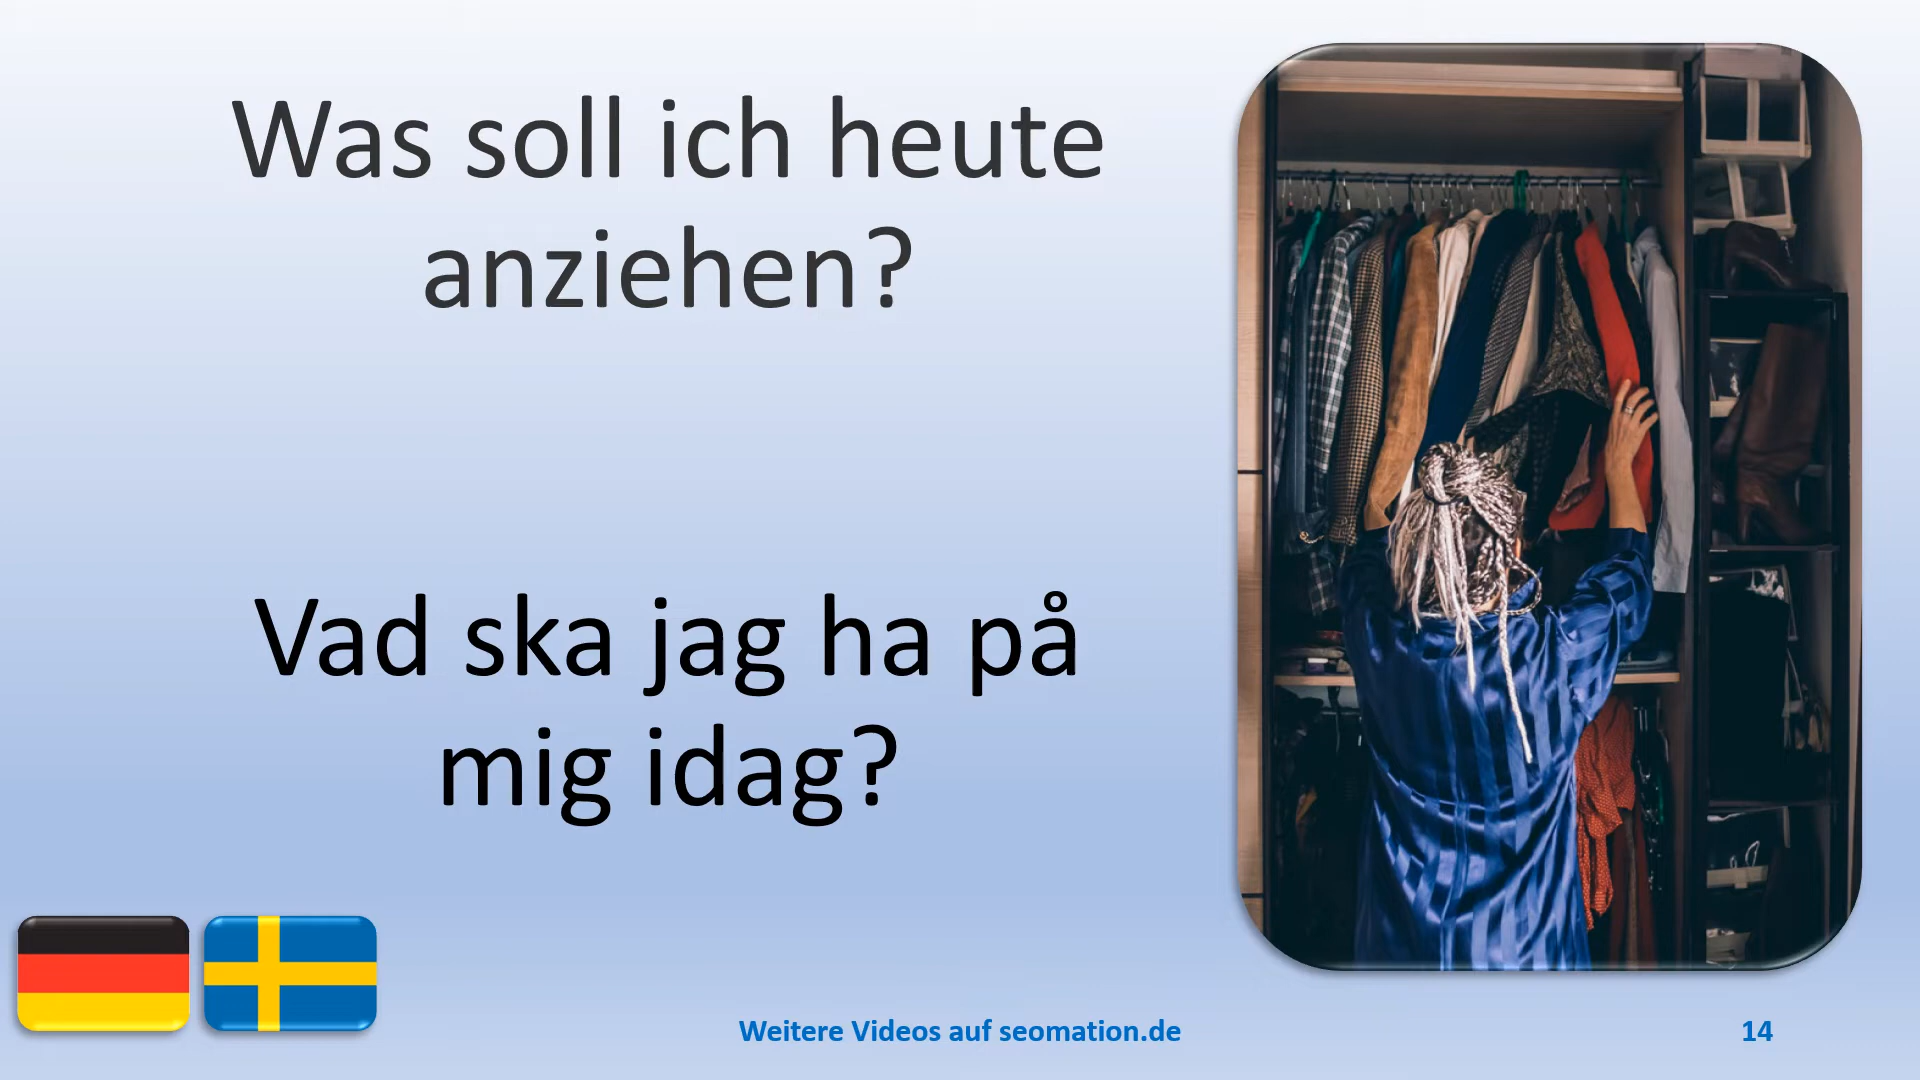 Was soll ich heute
anziehen?
Vad ska jag ha på
mig idag?
Weitere Videos auf seomation.de
14